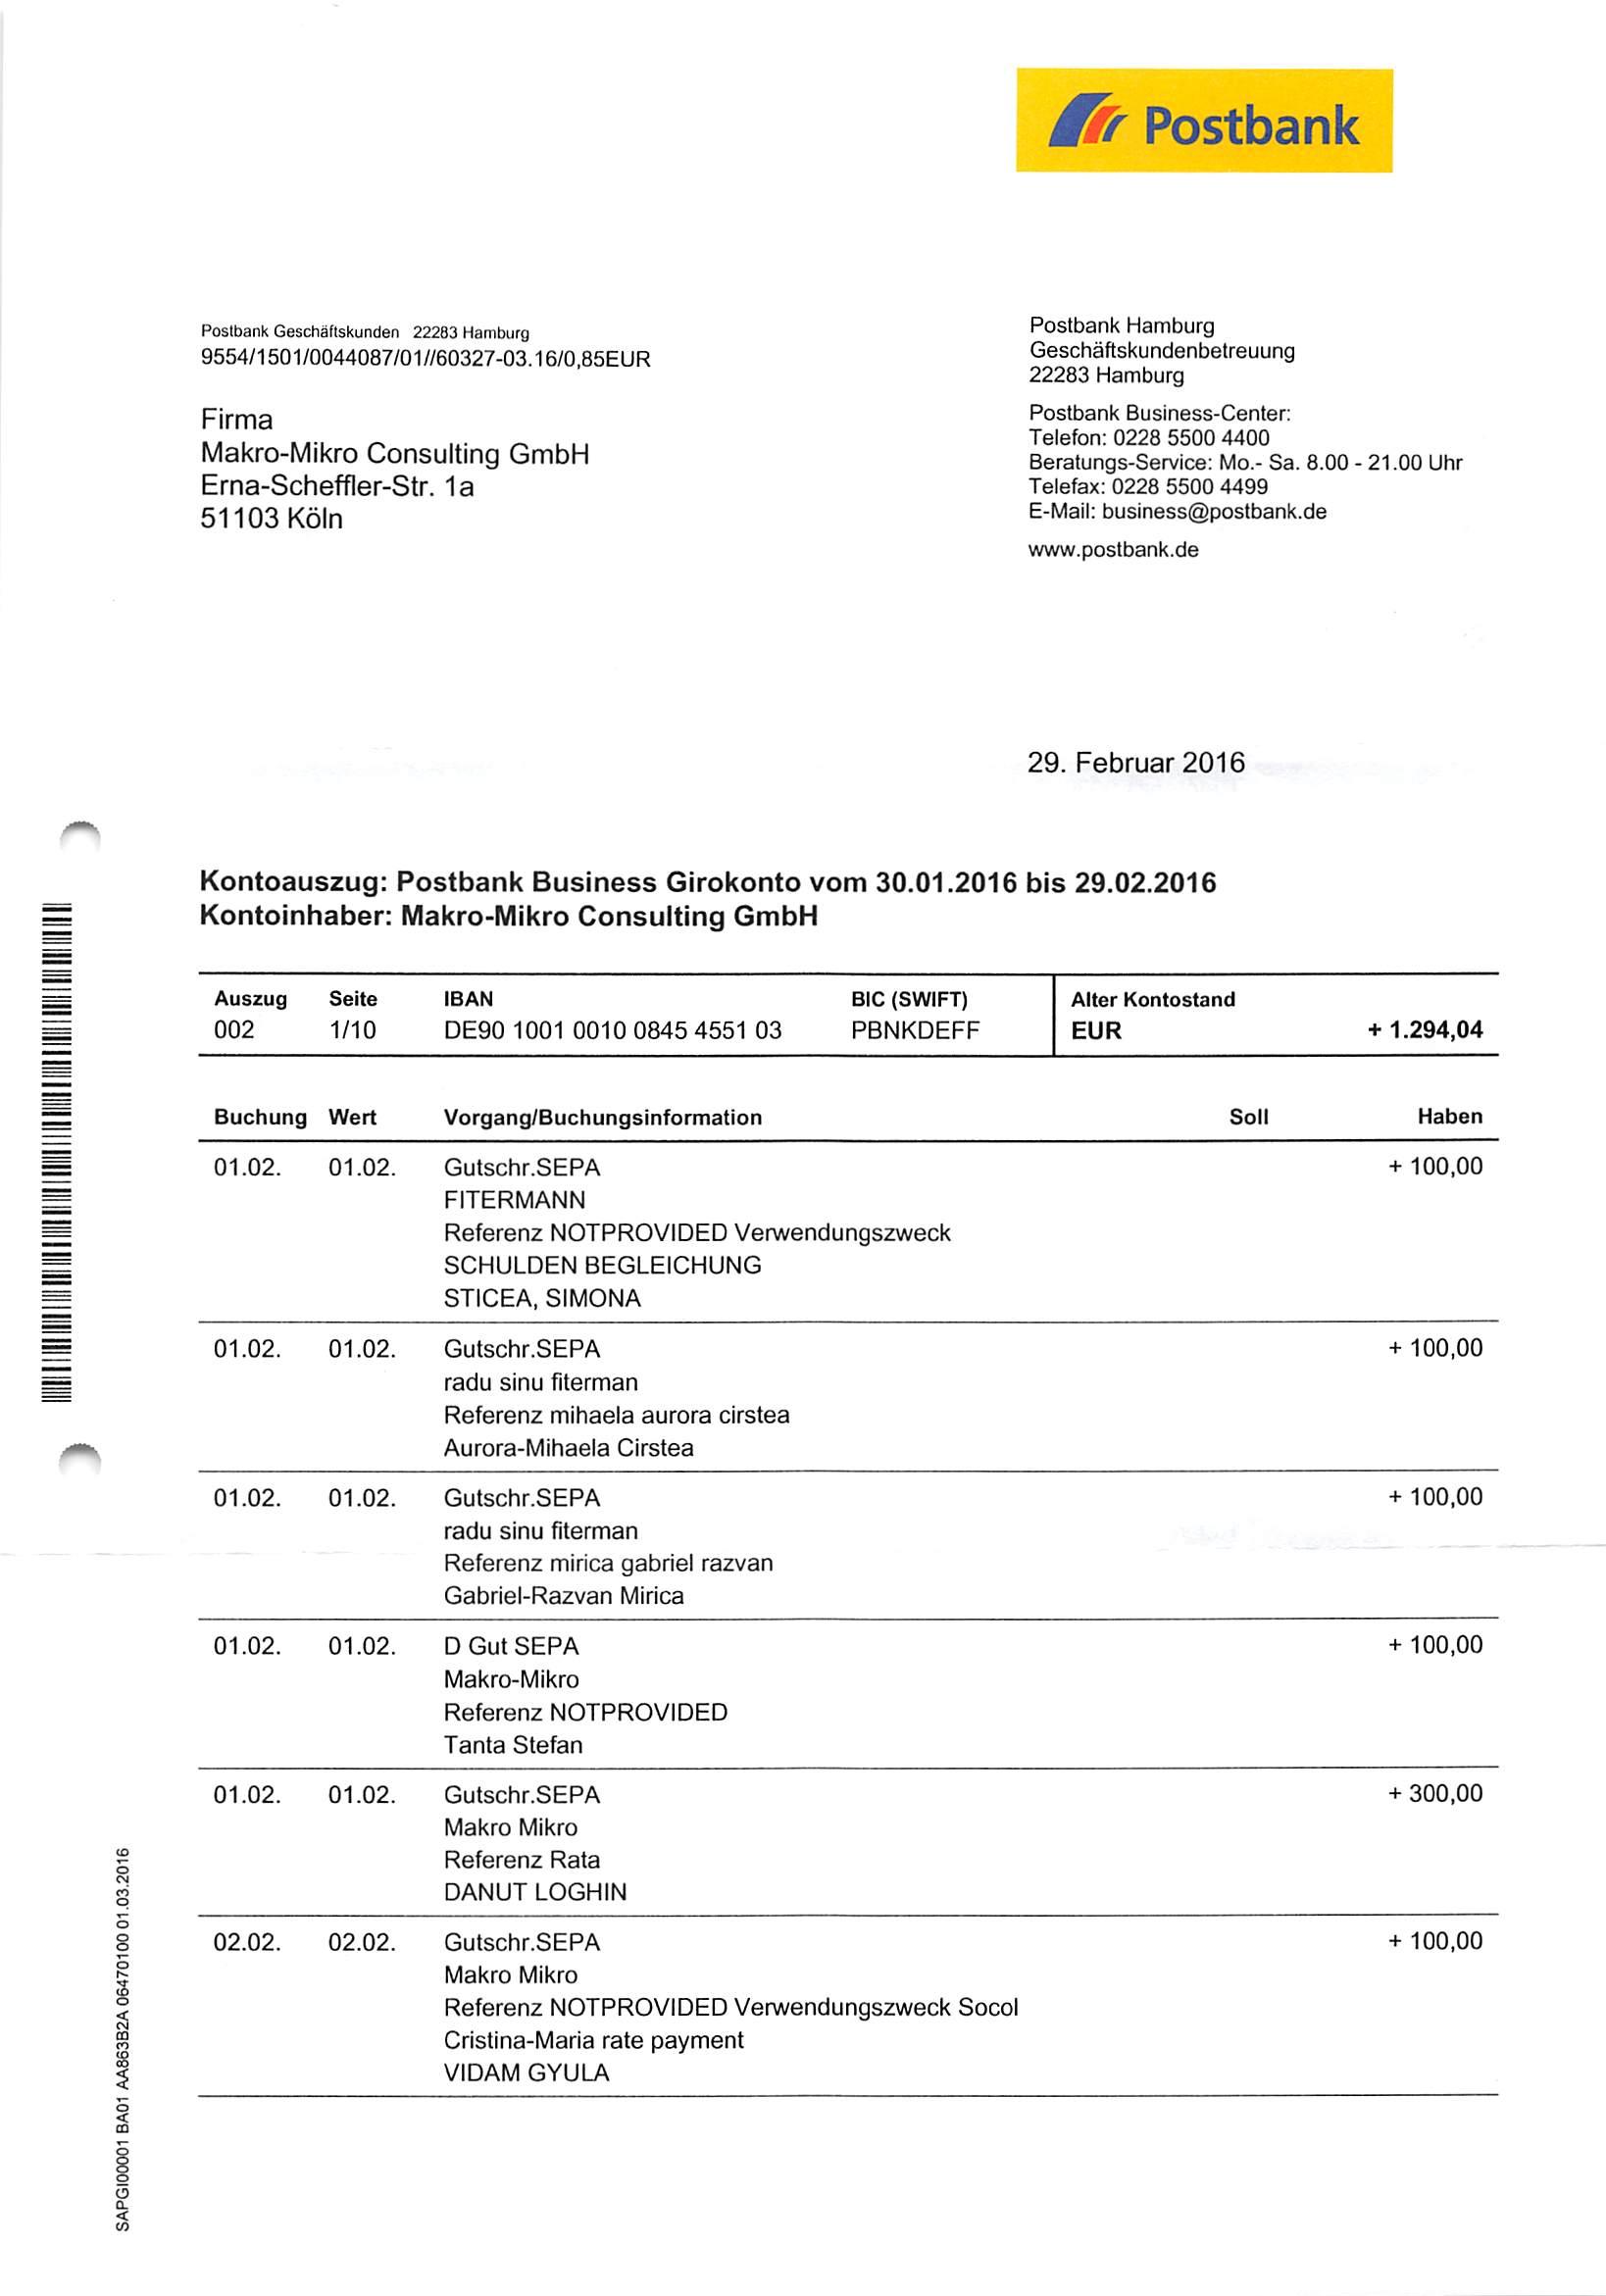 Postbank
Postbank Geschäftskunden 22283 Hamburg
9554/1501/0044087/01//60327-03.16/0,85EUR
Firma
Makro-Mikro Consulting GmbH
Erna-Scheffler-Str. 1a
51103 Köln
Postbank Hamburg
Geschäftskundenbetreuung
22283 Hamburg
Postbank Business-Center:
Telefon: 0228 5500 4400
Beratungs-Service: Mo.- Sa. 8.00 - 21.00 Uhr
Telefax: 0228 5500 4499
E-Mail: business@postbank.de
www.postbank.de
29. Februar 2016
Kontoauszug: Postbank Business Girokonto vom 30.01.2016 bis 29.02.2016
Kontoinhaber: Makro-Mikro Consulting GmbH
Auszug Seite IBAN BIC (SWIFT) Alter Kontostand
002 1/10 DE90 1001 0010 0845 4551 03 PBNKDEFF EUR + 1.294,04
Buchung Wert Vorgang/Buchungsinformation Soll Haben
01.02. 01.02. Gutschr.SEPA + 100,00
FITERMANN
Referenz NOTPROVIDED Verwendungszweck
SCHULDEN BEGLEICHUNG
STICEA, SIMONA
01.02. 01.02. Gutschr.SEPA + 100,00
radu sinu fiterman
Referenz mihaela aurora cirstea
Aurora-Mihaela Cirstea
01.02. 01.02. Gutschr.SEPA + 100,00
radu sinu fiterman
Referenz mirica gabriel razvan
Gabriel-Razvan Mirica
01.02. 01.02. D Gut SEPA + 100,00
Makro-Mikro
Referenz NOTPROVIDED
Tanta Stefan
01.02. 01.02. Gutschr.SEPA + 300,00
Makro Mikro
Referenz Rata
DANUT LOGHIN
02.02. 02.02. Gutschr.SEPA + 100,00
Makro Mikro
Referenz NOTPROVIDED Verwendungszweck Socol
Cristina-Maria rate payment
VIDAM GYULA
SAPGI00001 BA01 AA863B2A 06470100 01.03.2016